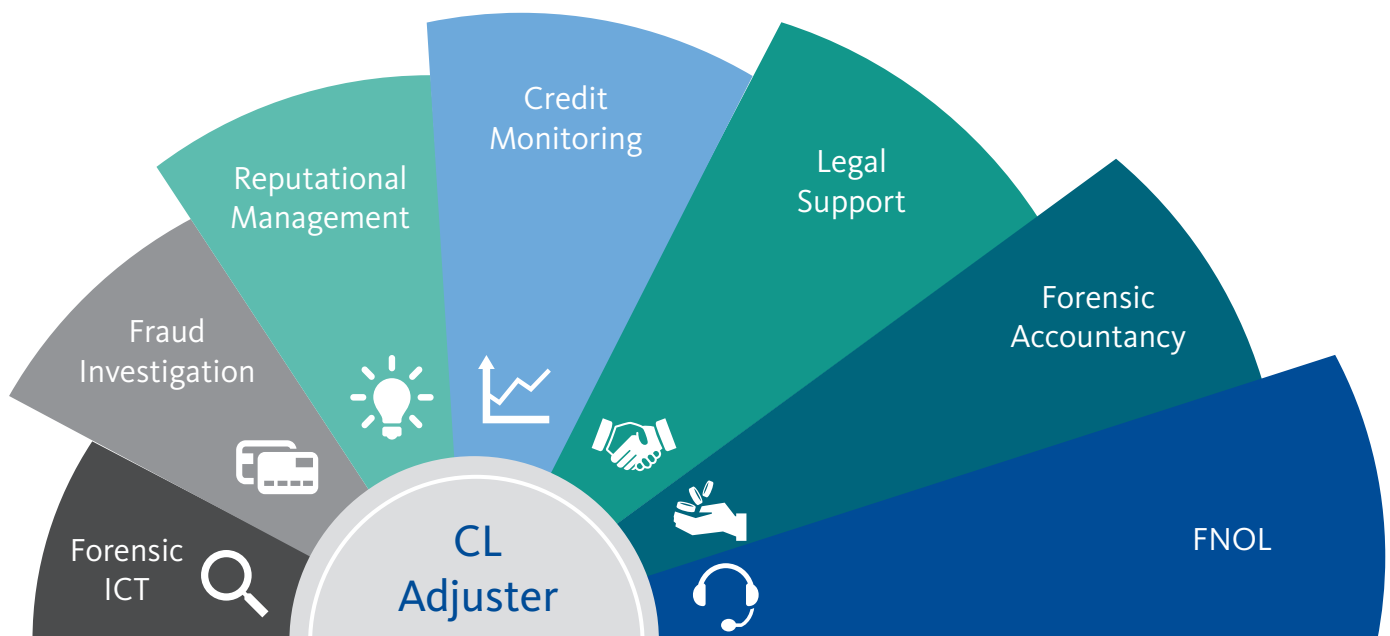 Forensic
ICT
Fraud
Investigation
Reputational
Management
Credit
Monitoring
Legal
Support
Forensic
Accountancy
FNOL
CL
Adjuster